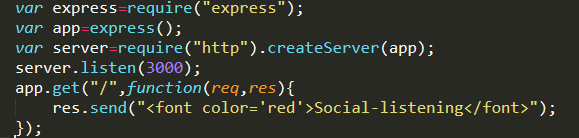 var express=require("express");
var app=express();
var server=require("http").createServer(app);
server.listen(3000);
app.get("/",function(req,res){
    res.send("<font color='red'>Social-listening</font>");
});